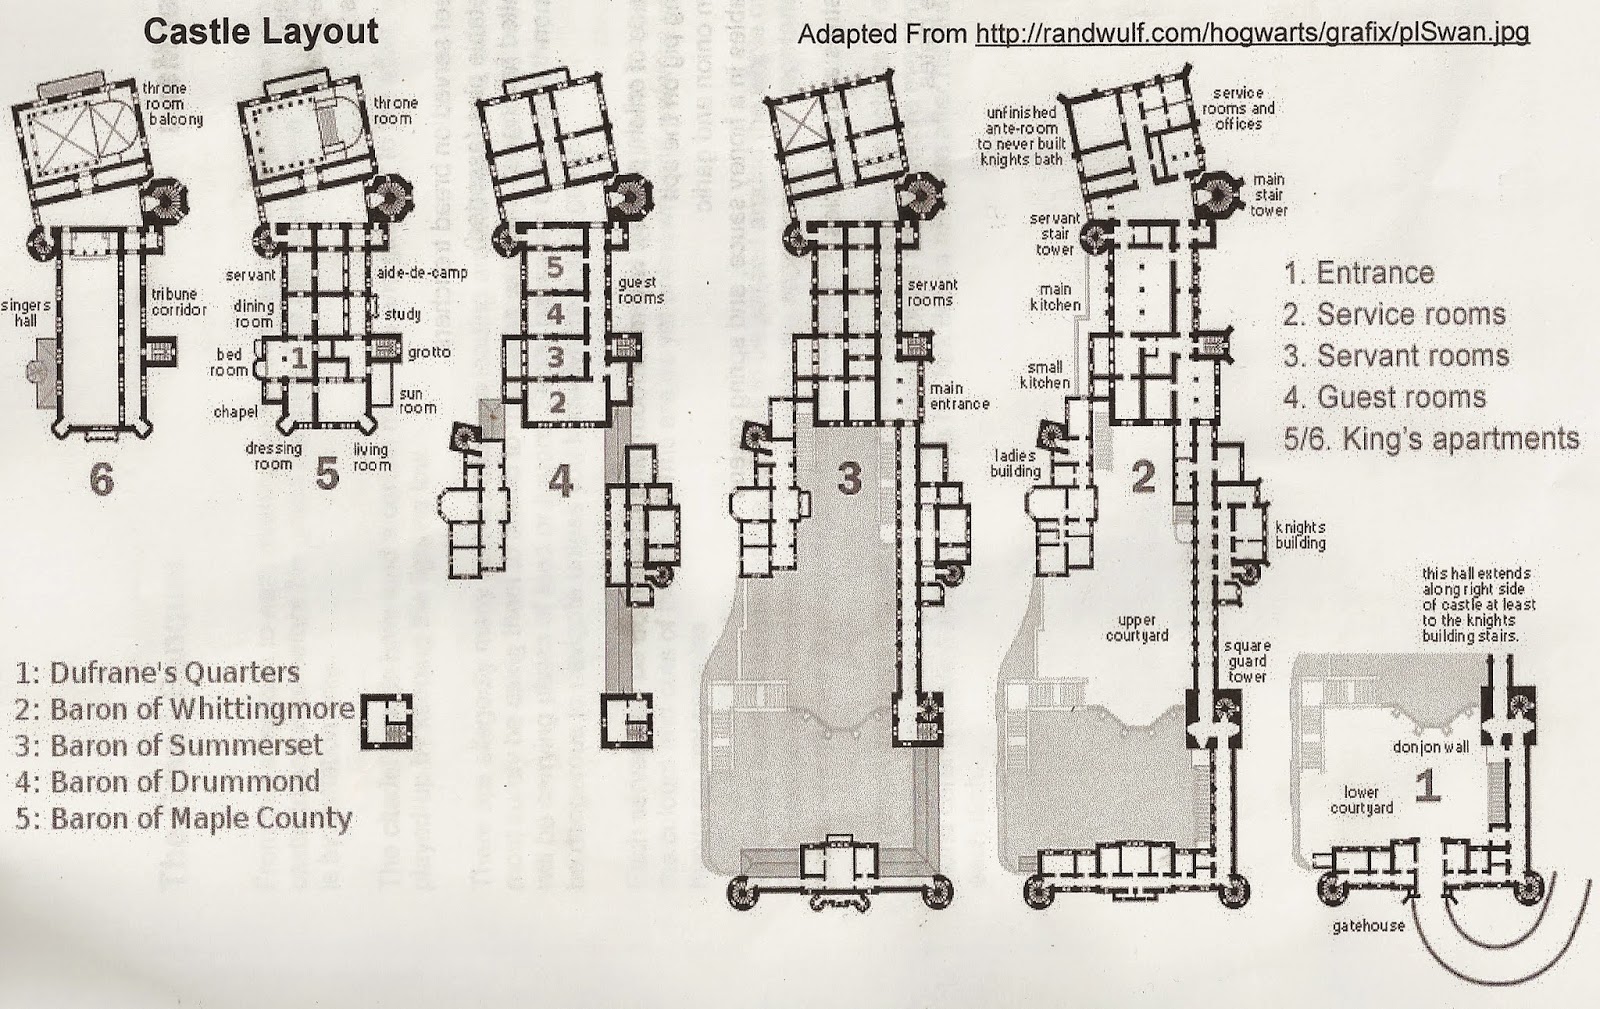 Castle Layout
Adapted From http://randwulf.com/hogwarts/grafix/plSwan.jpg
throne
room
balcony
singers
hall
tribune
corridor
6
throne
room
servant
aide-de-camp
dining
room
study
bed
room
1
grotto
chapel
sun
room
dressing
room
living
room
5
5
4
3
2
guest
rooms
4
servant
rooms
main
entrance
3
unfinished
ante-room
to never built
knights bath
service
rooms and
offices
main
stair
tower
servant
stair
tower
main
kitchen
small
kitchen
ladies
building
2
knights
building
upper
courtyard
square
guard
tower
this hall extends
along right side
of castle at least
to the knights
building stairs.
donjon wall
1
lower
courtyard
gatehouse
1. Entrance
2. Service rooms
3. Servant rooms
4. Guest rooms
5/6. King's apartments
1: Dufrane's Quarters
2: Baron of Whittingmore
3: Baron of Summerset
4: Baron of Drummond
5: Baron of Maple County